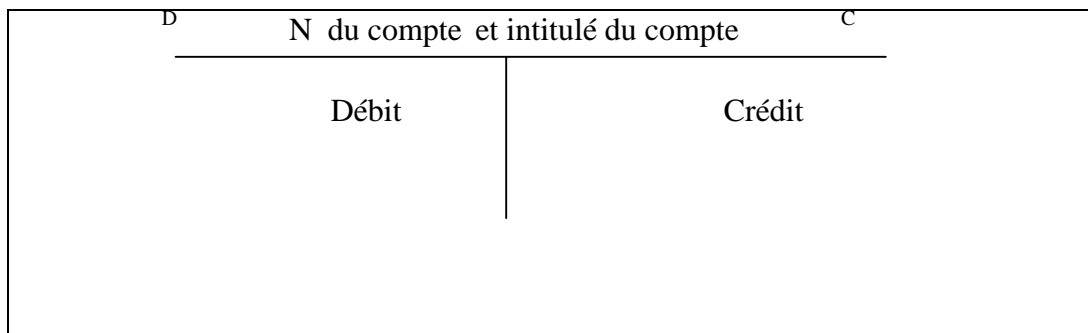 D N du compte et intitulé du compte C
Débit Crédit